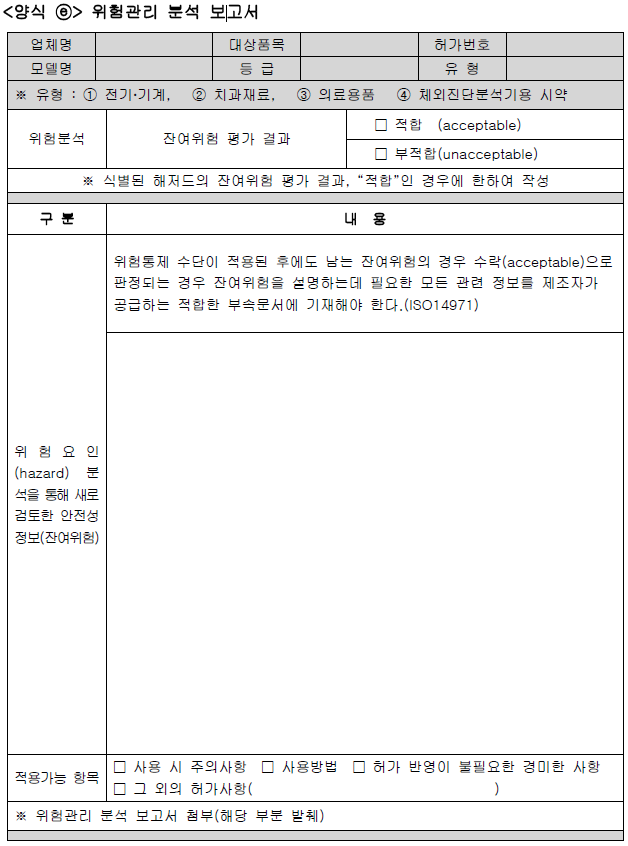 <양식 ⓔ> 위험관리 분석 보고서
업체명 대상품목 허가번호
모델명 등 급 유 형
※ 유형 : ① 전기·기계, ② 치과재료, ③ 의료용품 ④ 체외진단분석기용 시약
위험분석 잔여위험 평가 결과
□ 적합 (acceptable)
□ 부적합(unacceptable)
※ 식별된 해저드의 잔여위험 평가 결과, “적합”인 경우에 한하여 작성
구 분 내 용
위험통제 수단이 적용된 후에도 남는 잔여위험의 경우 수락(acceptable)으로
판정되는 경우 잔여위험을 설명하는데 필요한 모든 관련 정보를 제조자가
공급하는 적합한 부속문서에 기재해야 한다.(ISO14971)
위 험 요 인
(hazard) 분
석을 통해 새로
검토한 안전성
정보(잔여위험)
적용가능 항목
□ 사용 시 주의사항 □ 사용방법 □ 허가 반영이 불필요한 경미한 사항
□ 그 외의 허가사항( )
※ 위험관리 분석 보고서 첨부(해당 부분 발췌)